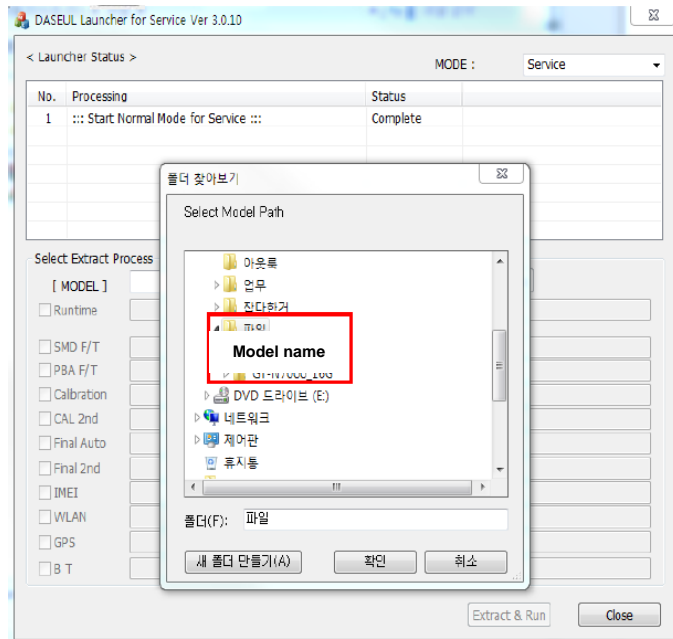 DASEUL Launcher for Service Ver 3.0.10
< Launcher Status >
MODE : Service
No. Processing Status
1 ::: Start Normal Mode for Service ::: Complete
폴더 찾아보기
Select Model Path
아웃룩
업무
잡다한거
파일
Model name
GT-N7000_16G
DVD 드라이브 (E:)
네트워크
제어판
휴지통
폴더(F): 파일
새 폴더 만들기(A) 확인 취소
Select Extract Process
[ MODEL ]
Runtime
SMD F/T
PBA F/T
Calbration
CAL 2nd
Final Auto
Final 2nd
IMEI
WLAN
GPS
B T
Extract & Run Close